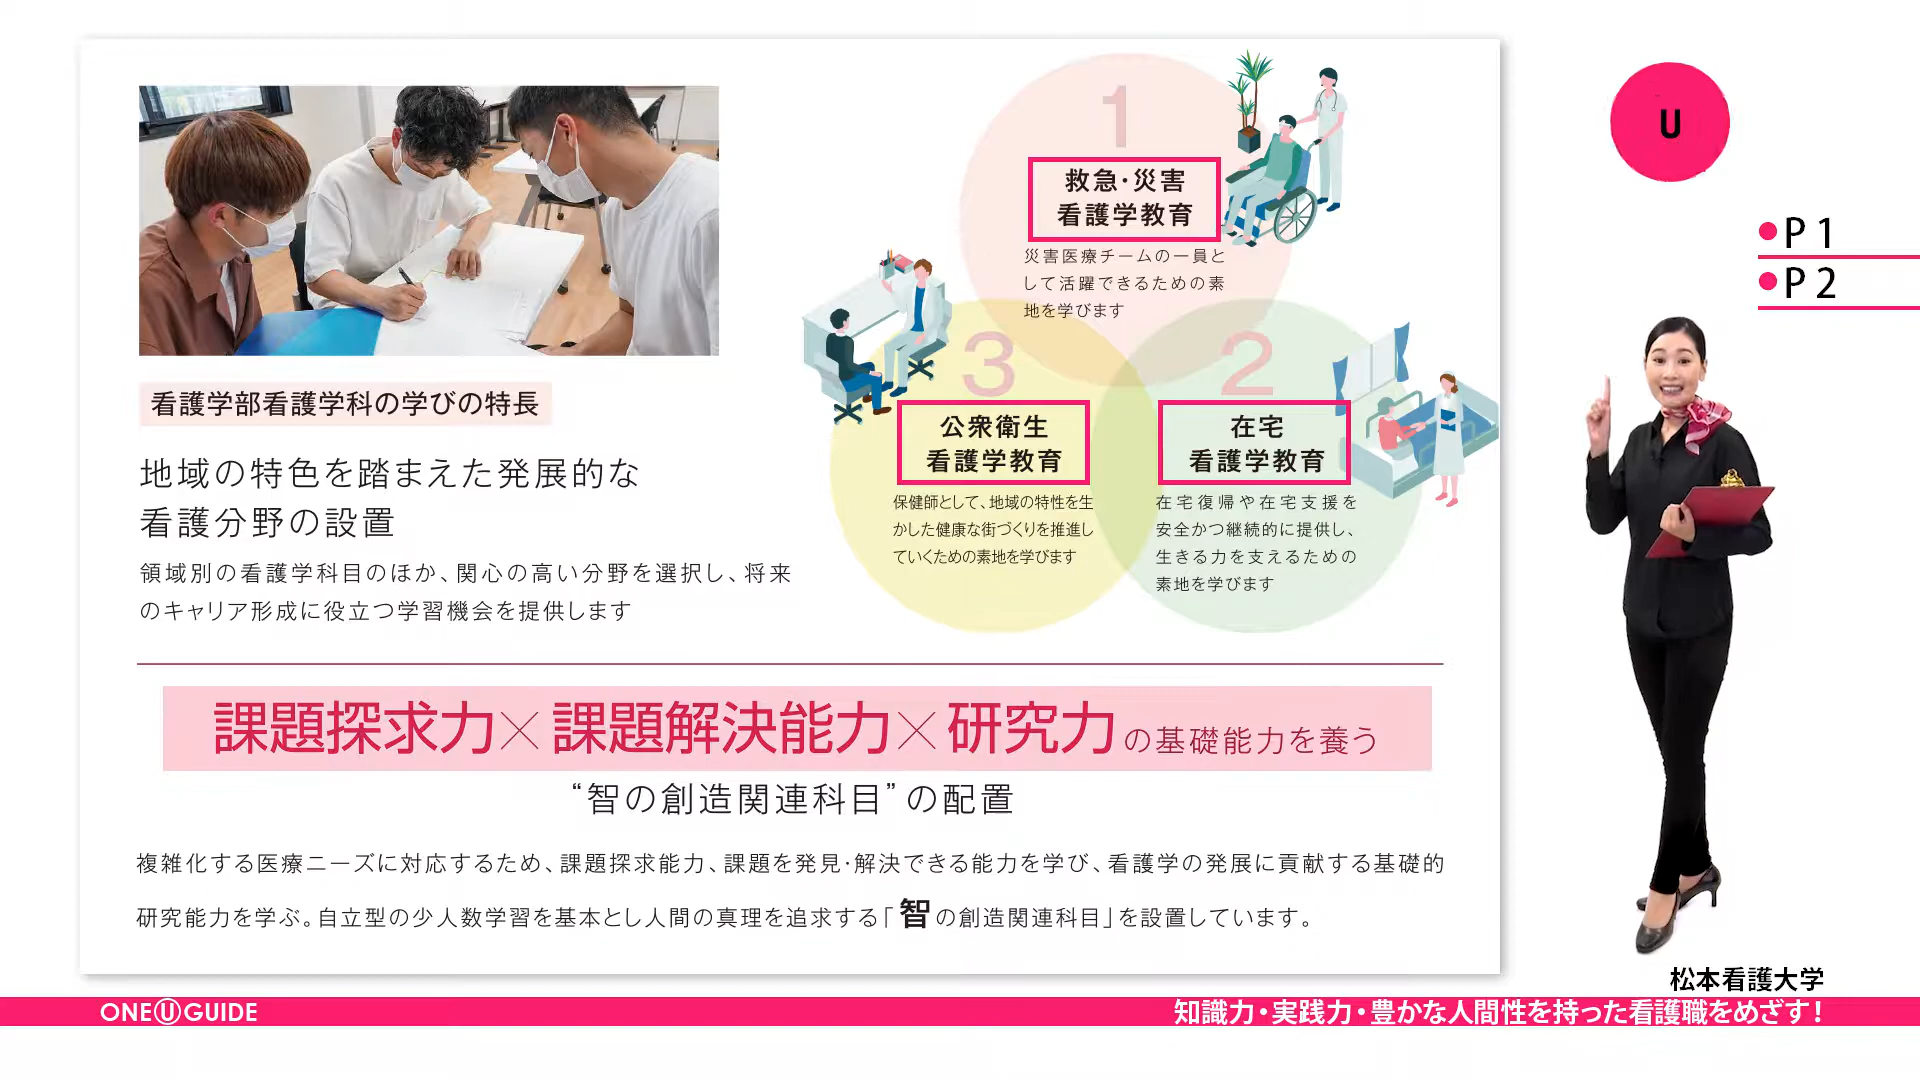 看護学部看護学科の学びの特長
地域の特色を踏まえた発展的な
看護分野の設置
領域別の看護学科目のほか、関心の高い分野を選択し、将来
のキャリア形成に役立つ学習機会を提供します
1
救急・災害
看護学教育
災害医療チームの一員と
して活躍できるための素
地を学びます
3
公衆衛生
看護学教育
保健師として、地域の特性を生
かした健康な街づくりを推進し
ていくための素地を学びます
2
在宅
看護学教育
在宅復帰や在宅支援を
安全かつ継続的に提供し、
生きる力を支えるための
素地を学びます
課題探求力×課題解決能力×研究力の基礎能力を養う
“智の創造関連科目”の配置
複雑化する医療ニーズに対応するため、課題探求能力、課題を発見・解決できる能力を学び、看護学の発展に貢献する基礎的
研究能力を学ぶ。自立型の少人数学習を基本とし人間の真理を追求する「智の創造関連科目」を設置しています。
U
P 1
P 2
松本看護大学
ONE U GUIDE
知識力・実践力・豊かな人間性を持った看護職をめざす!